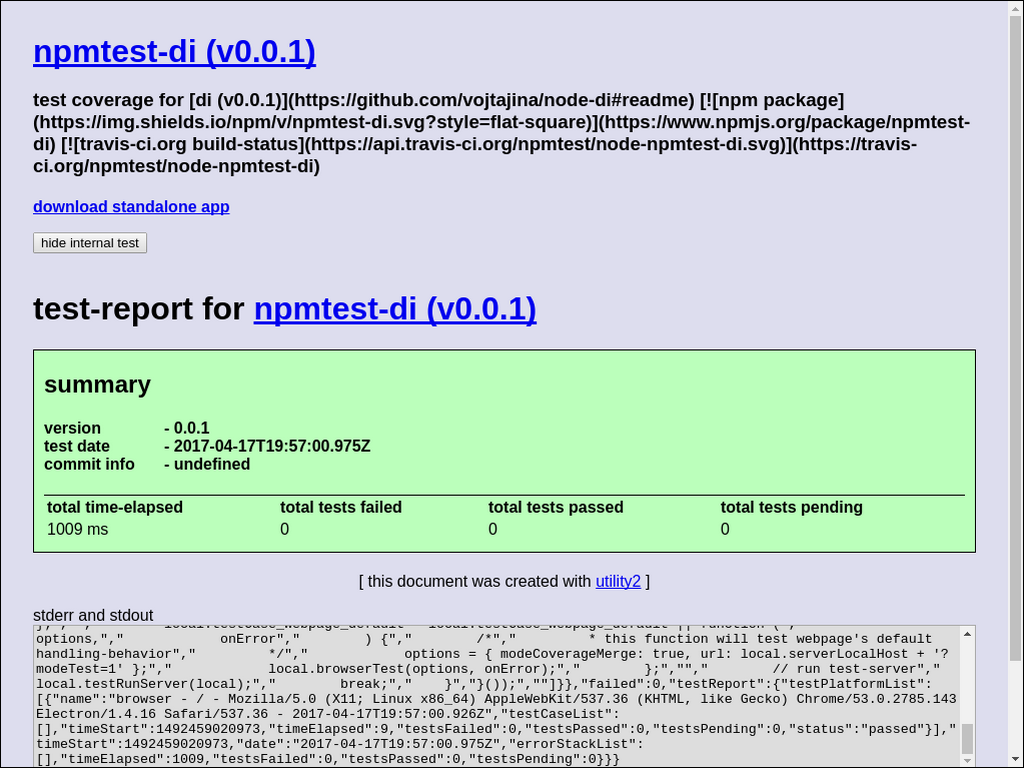 npmtest-di (v0.0.1)
test coverage for [di (v0.0.1)](https://github.com/vojtajina/node-di#readme) [![npm package]
(https://img.shields.io/npm/v/npmtest-di.svg?style=flat-square)](https://www.npmjs.org/package/npmtest-
di) [![travis-ci.org build-status](https://api.travis-ci.org/npmtest/node-npmtest-di.svg)](https://travis-
ci.org/npmtest/node-npmtest-di)
download standalone app
hide internal test
test-report for npmtest-di (v0.0.1)
summary
version - 0.0.1
test date - 2017-04-17T19:57:00.975Z
commit info - undefined
total time-elapsed total tests failed total tests passed total tests pending
1009 ms 0 0 0
[ this document was created with utility2 ]
stderr and stdout
options,"," onError"," ) {"," /*"," * this function will test webpage's default
handling-behavior"," */"," options = { modeCoverageMerge: true, url: local.serverLocalHost + '?
modeTest=1' };"," local.browserTest(options, onError);"," };",""," // run test-server","
local.testRunServer(local);"," break;"," }","}());",""]}},"failed":0,"testReport":{"testPlatformList":
[{"name":"browser - / - Mozilla/5.0 (X11; Linux x86_64) AppleWebKit/537.36 (KHTML, like Gecko) Chrome/53.0.2785.143
Electron/1.4.16 Safari/537.36 - 2017-04-17T19:57:00.926Z","testCaseList":
[],"timeStart":1492459020973,"timeElapsed":9,"testsFailed":0,"testsPassed":0,"testsPending":0,"status":"passed"}],"
timeStart":1492459020973,"date":"2017-04-17T19:57:00.975Z","errorStackList":
[],"timeElapsed":1009,"testsFailed":0,"testsPassed":0,"testsPending":0}}}